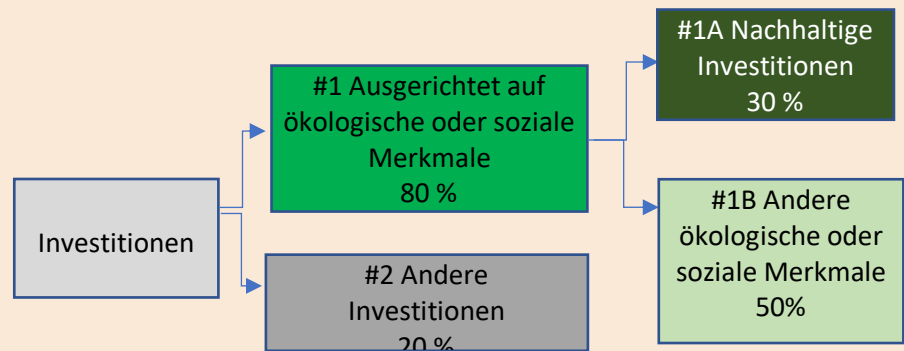 Investitionen
#1 Ausgerichtet auf
ökologische oder soziale
Merkmale
80 %
#2 Andere
Investitionen
20 %
#1A Nachhaltige
Investitionen
30 %
#1B Andere
ökologische oder
soziale Merkmale
50%